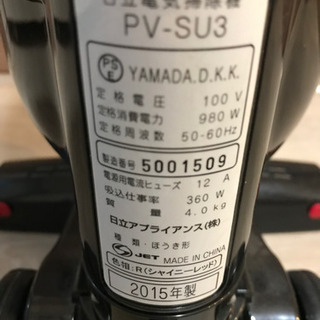 日立電気掃除機
PV-SU3
PS E YAMADA.D.K.K.
定格電圧 100 V
定格消費電力 980 W
定格周波数 50-60Hz
製造番号 5001509
電源用電流ヒューズ 12 A
吸込仕事率 360 W
質量 4.0kg
日立アプライアンス(株)
種類：ほうき形
S JET MADE IN CHINA
色相:R(シャイニーレッド)
2015年製